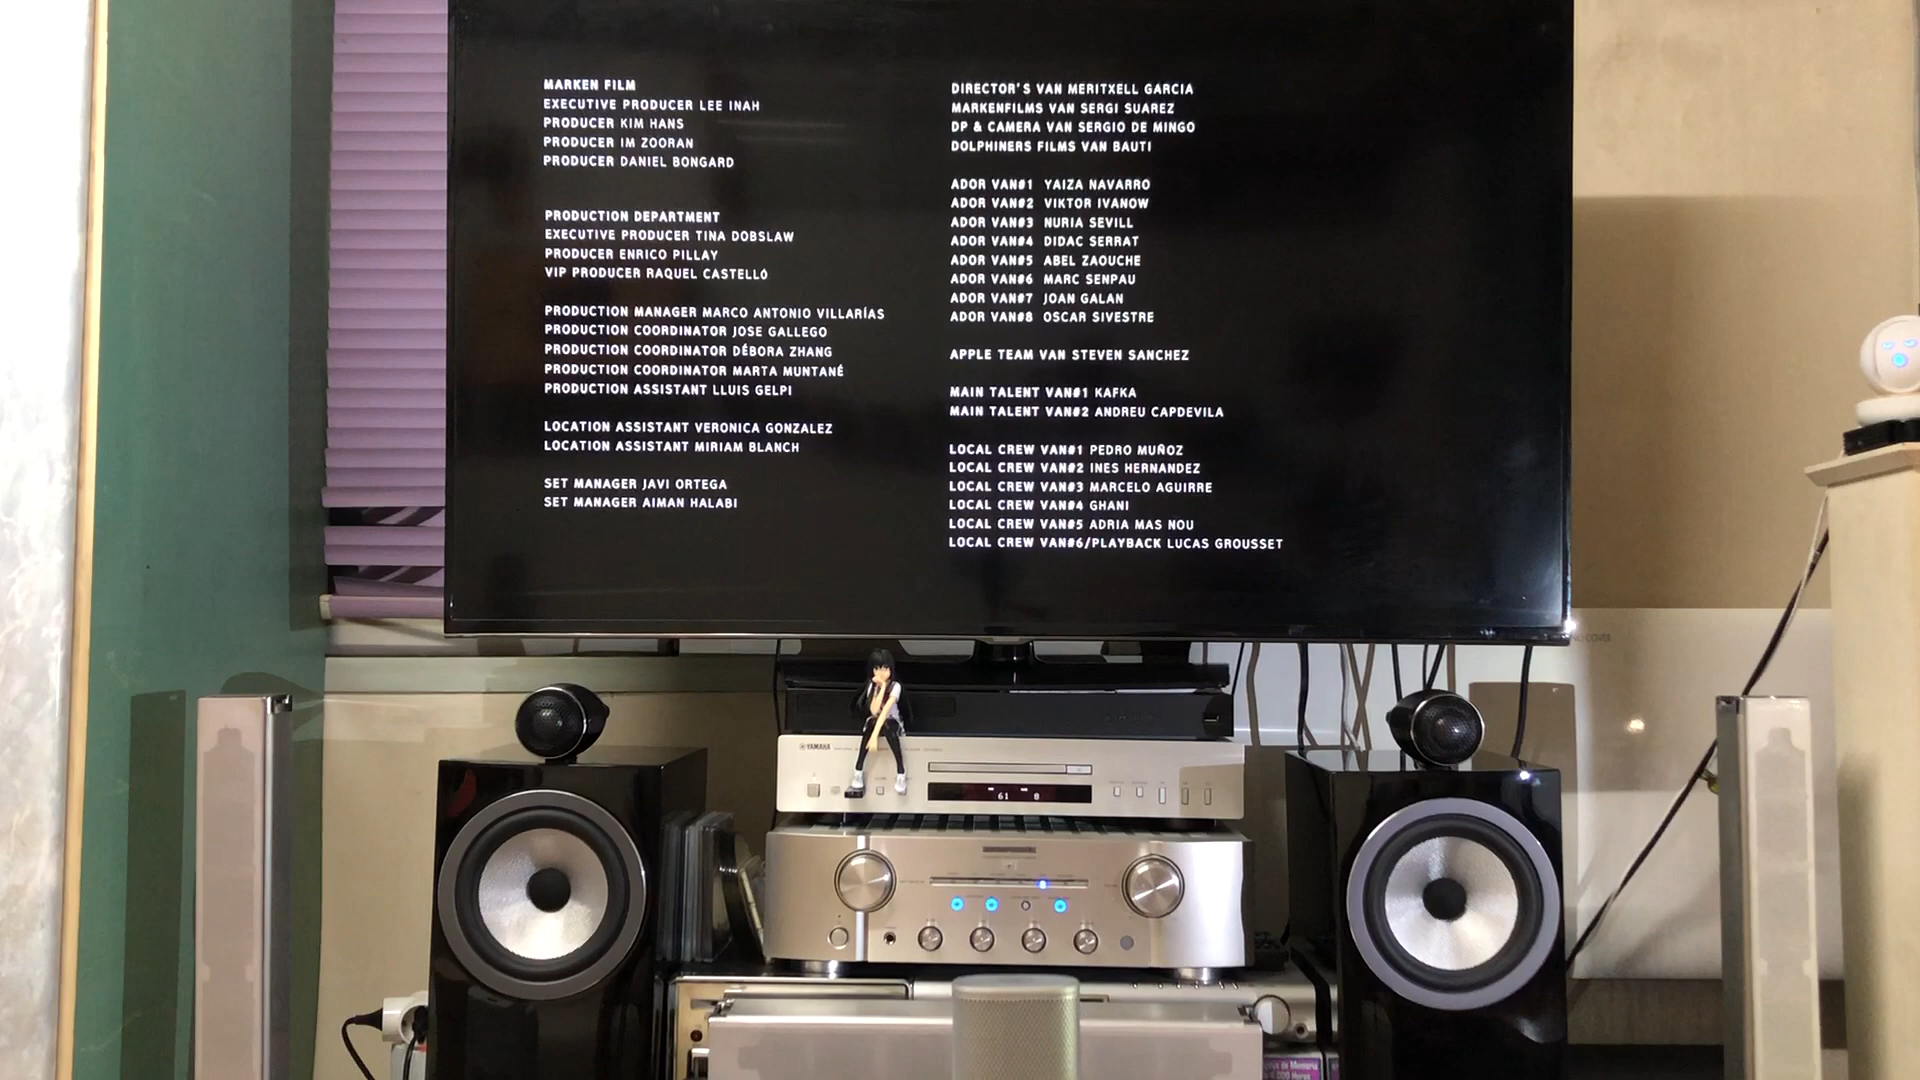 MARKEN FILM
EXECUTIVE PRODUCER LEE INAH
PRODUCER KIM HANS
PRODUCER IM ZOORAN
PRODUCER DANIEL BONGARD
PRODUCTION DEPARTMENT
EXECUTIVE PRODUCER TINA DOBSLAW
PRODUCER ENRICO PILLAY
VIP PRODUCER RAQUEL CASTELLÓ
PRODUCTION MANAGER MARCO ANTONIO VILLARÍAS
PRODUCTION COORDINATOR JOSE GALLEGO
PRODUCTION COORDINATOR DÉBORA ZHANG
PRODUCTION COORDINATOR MARTA MUNTANÉ
PRODUCTION ASSISTANT LLUIS GELPI
LOCATION ASSISTANT VERONICA GONZALEZ
LOCATION ASSISTANT MIRIAM BLANCH
SET MANAGER JAVI ORTEGA
SET MANAGER AIMAN HALABI
DIRECTOR'S VAN MERITXELL GARCIA
MARKENFILMS VAN SERGI SUAREZ
DP & CAMERA VAN SERGIO DE MINGO
DOLPHINERS FILMS VAN BAUTI
ADOR VAN#1 YAIZA NAVARRO
ADOR VAN#2 VIKTOR IVANOW
ADOR VAN#3 NURIA SEVILL
ADOR VAN#4 DIDAC SERRAT
ADOR VAN#5 ABEL ZAOUCHE
ADOR VAN#6 MARC SENPAU
ADOR VAN#7 JOAN GALAN
ADOR VAN#8 OSCAR SIVESTRE
APPLE TEAM VAN STEVEN SANCHEZ
MAIN TALENT VAN#1 KAFKA
MAIN TALENT VAN#2 ANDREU CAPDEVILA
LOCAL CREW VAN#1 PEDRO MUÑOZ
LOCAL CREW VAN#2 INES HERNANDEZ
LOCAL CREW VAN#3 MARCELO AGUIRRE
LOCAL CREW VAN#4 GHANI
LOCAL CREW VAN#5 ADRIA MAS NOU
LOCAL CREW VAN#6/PLAYBACK LUCAS GROUSSET
YAMAHA
61 8
de Memoria